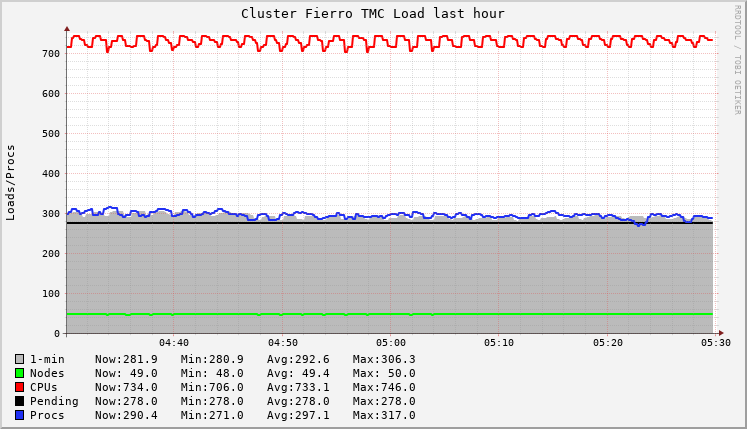 Cluster Fierro TMC Load last hour
RRDTOOL / TOBI OETIKER
Loads/Procs
700
600
500
400
300
200
100
0
04:40 04:50 05:00 05:10 05:20 05:30
1-min Now:281.9 Min:280.9 Avg:292.6 Max:306.3
Nodes Now: 49.0 Min: 48.0 Avg: 49.4 Max: 50.0
CPUs Now:734.0 Min:706.0 Avg:733.1 Max:746.0
Pending Now:278.0 Min:278.0 Avg:278.0 Max:278.0
Procs Now:290.4 Min:271.0 Avg:297.1 Max:317.0